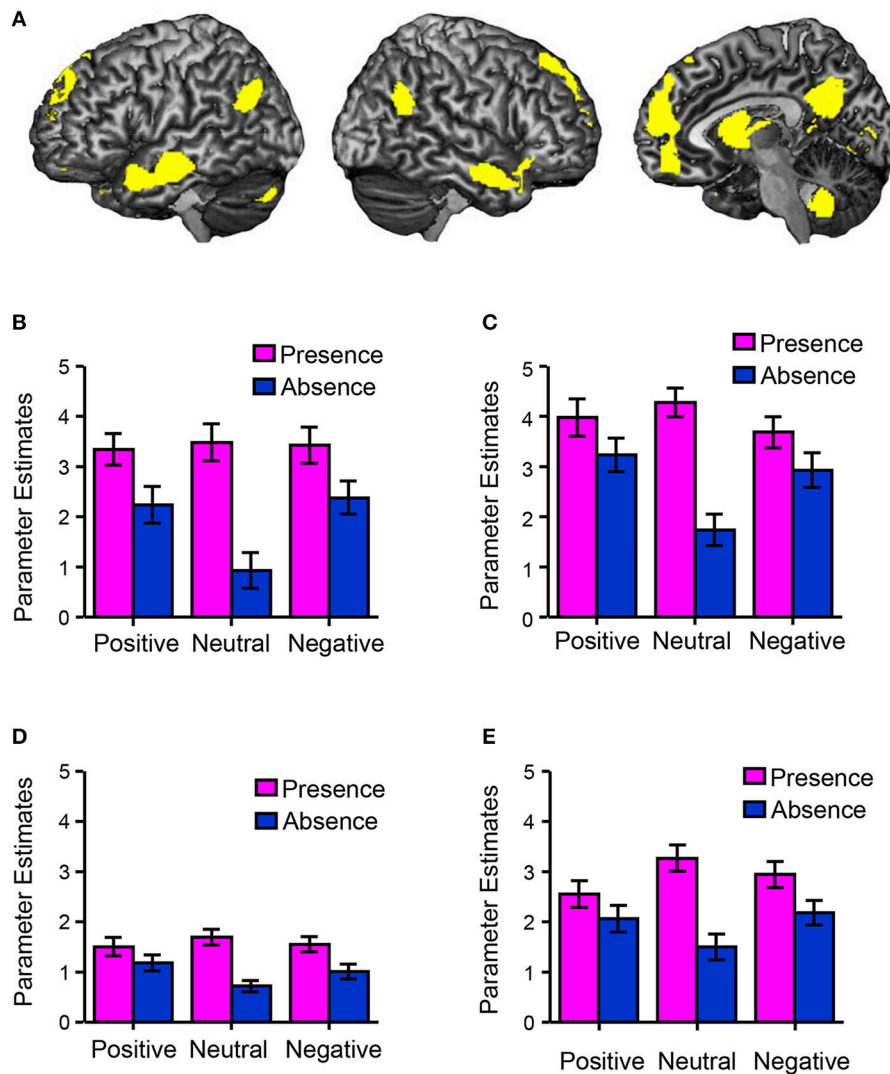 A
B
5
4
3
2
1
0
Parameter Estimates
Presence
Absence
Positive Neutral Negative
C
5
4
3
2
1
0
Parameter Estimates
Presence
Absence
Positive Neutral Negative
D
5
4
3
2
1
0
Parameter Estimates
Presence
Absence
Positive Neutral Negative
E
5
4
3
2
1
0
Parameter Estimates
Presence
Absence
Positive Neutral Negative